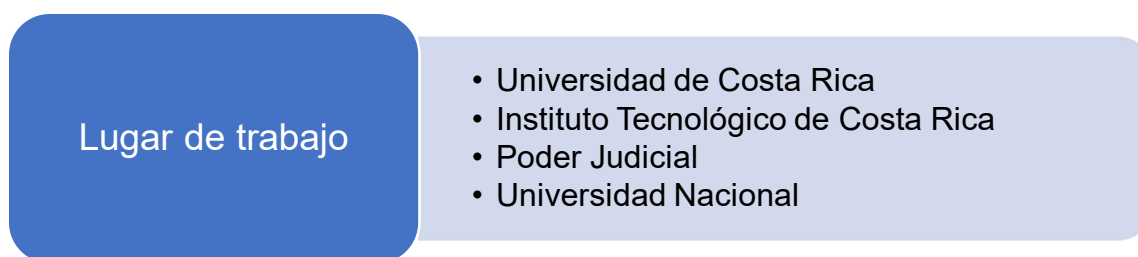 Lugar de trabajo
• Universidad de Costa Rica
• Instituto Tecnológico de Costa Rica
• Poder Judicial
• Universidad Nacional